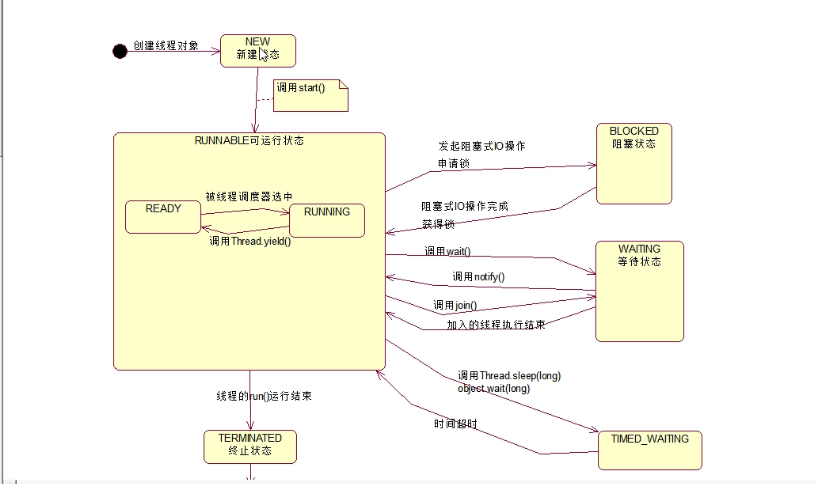 创建线程对象
NEW
新建状态
调用start()
RUNNABLE可运行状态
READY
被线程调度器选中
RUNNING
调用Thread.yield()
发起阻塞式IO操作
申请锁
BLOCKED
阻塞状态
阻塞式IO操作完成
获得锁
调用wait()
WAITING
等待状态
调用notify()
调用join()
加入的线程执行结束
调用Thread.sleep(long)
object.wait(long)
时间超时
TIMED_WAITING
线程的run()运行结束
TERMINATED
终止状态